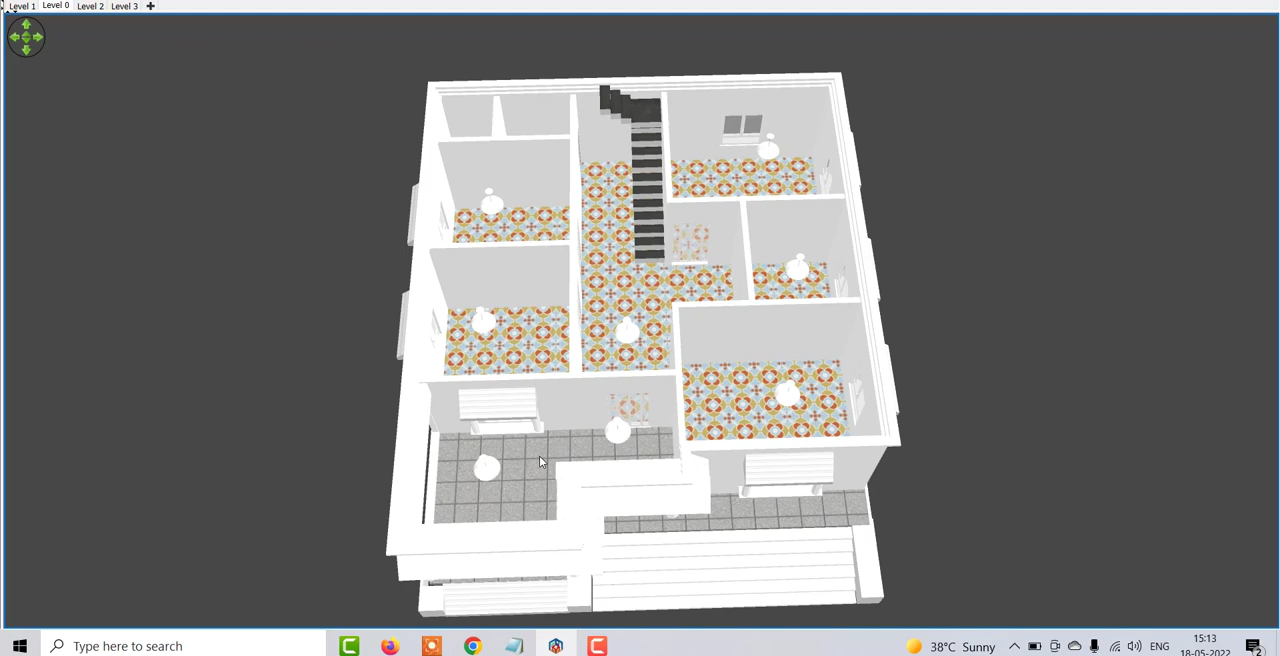 Level 1 Level 0 Level 2 Level 3
Type here to search
38°C Sunny
ENG
15:13
18-05-2022
2